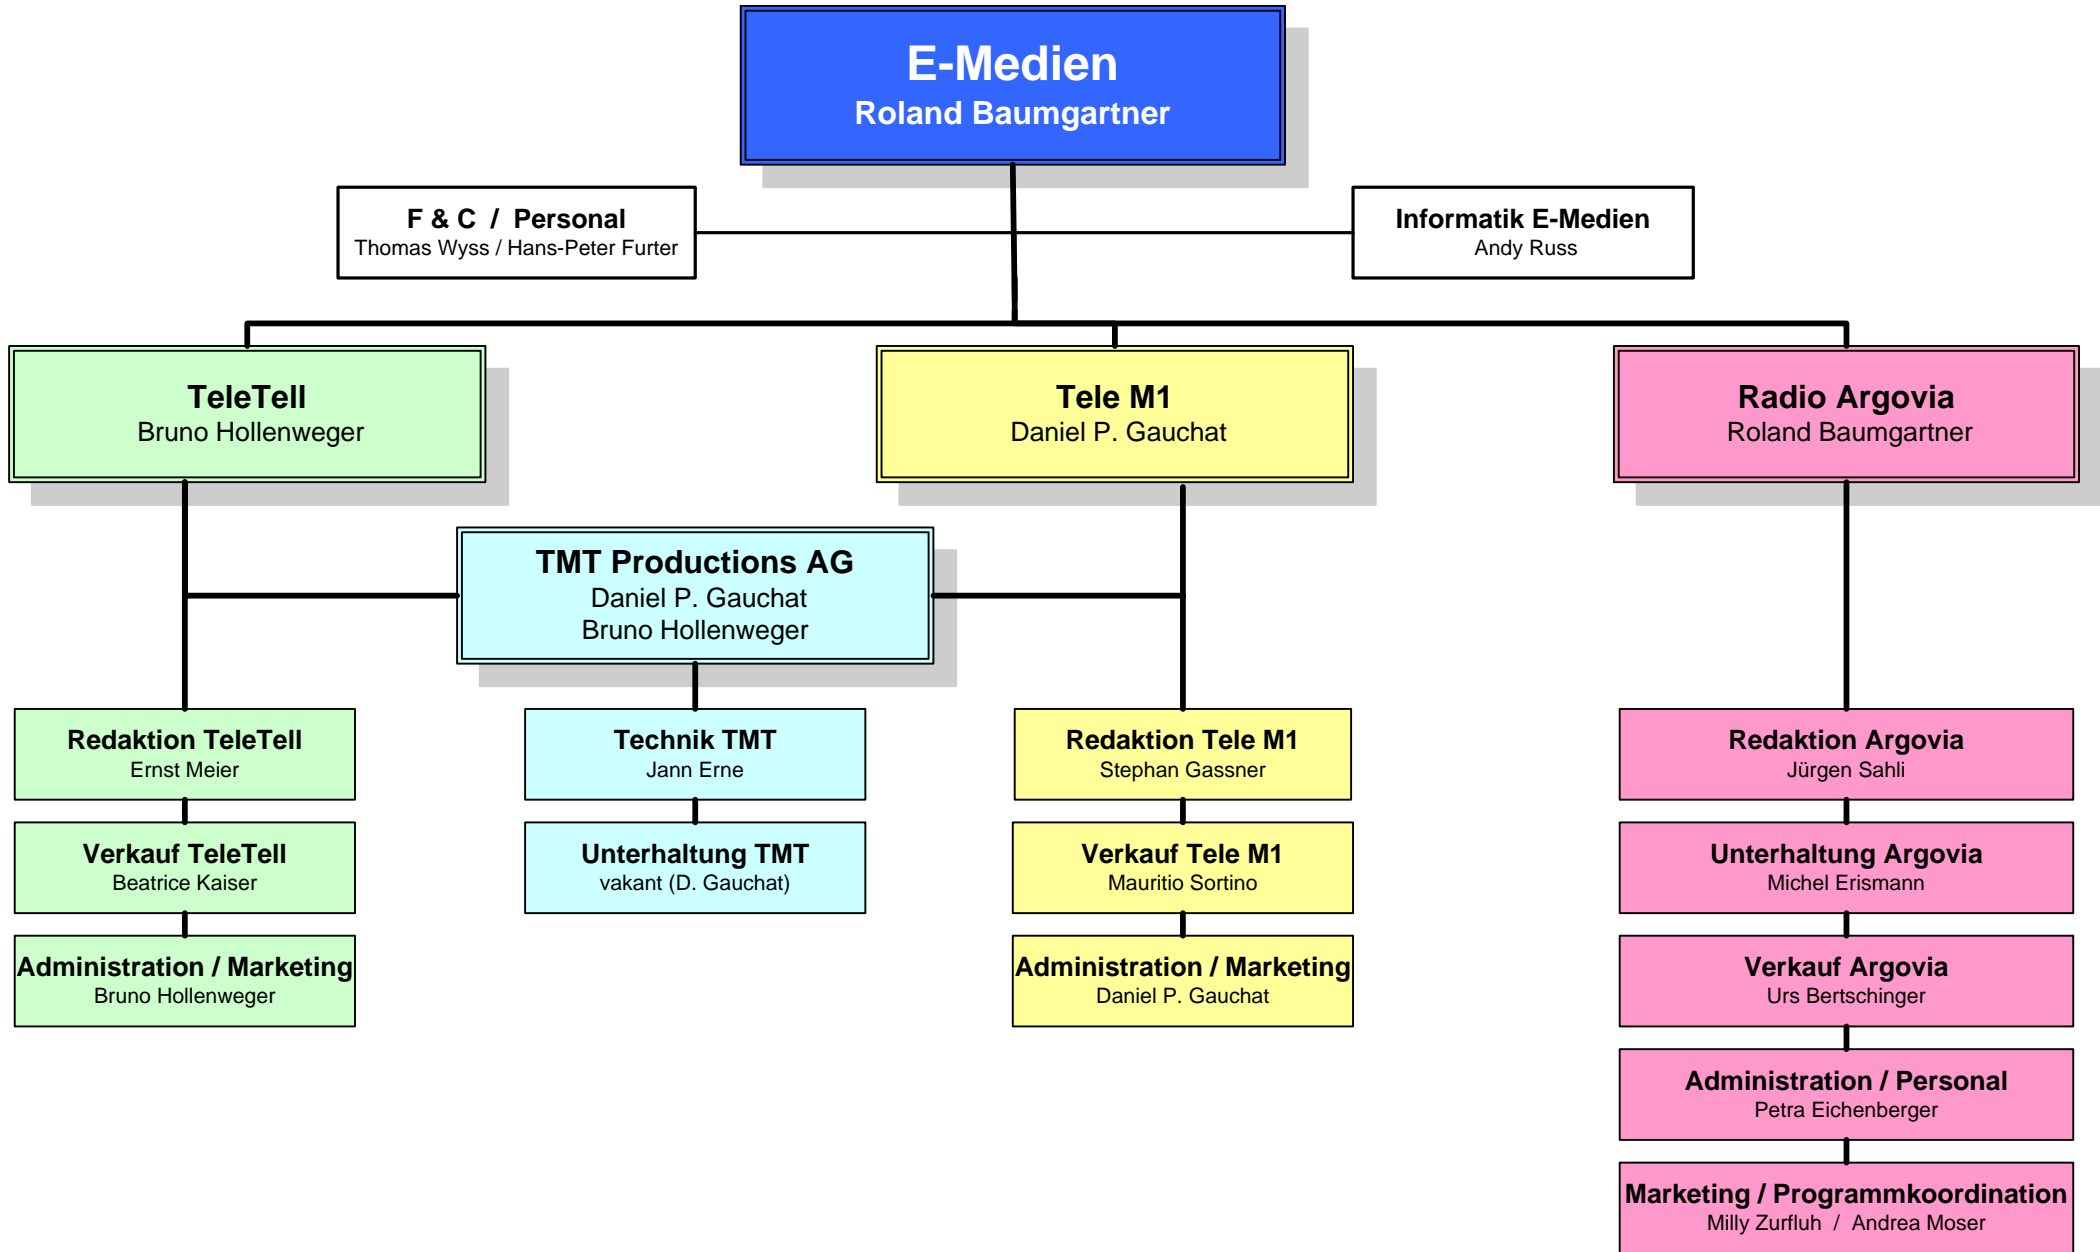 E-Medien
Roland Baumgartner
F & C / Personal
Thomas Wyss / Hans-Peter Furter
Informatik E-Medien
Andy Russ
TeleTell
Bruno Hollenweger
Tele M1
Daniel P. Gauchat
Radio Argovia
Roland Baumgartner
TMT Productions AG
Daniel P. Gauchat
Bruno Hollenweger
Redaktion TeleTell
Ernst Meier
Technik TMT
Jann Erne
Redaktion Tele M1
Stephan Gassner
Redaktion Argovia
Jürgen Sahli
Verkauf TeleTell
Beatrice Kaiser
Unterhaltung TMT
vakant (D. Gauchat)
Verkauf Tele M1
Mauritio Sortino
Unterhaltung Argovia
Michel Erismann
Administration / Marketing
Bruno Hollenweger
Administration / Marketing
Daniel P. Gauchat
Verkauf Argovia
Urs Bertschinger
Administration / Personal
Petra Eichenberger
Marketing / Programmkoordination
Milly Zurfluh / Andrea Moser